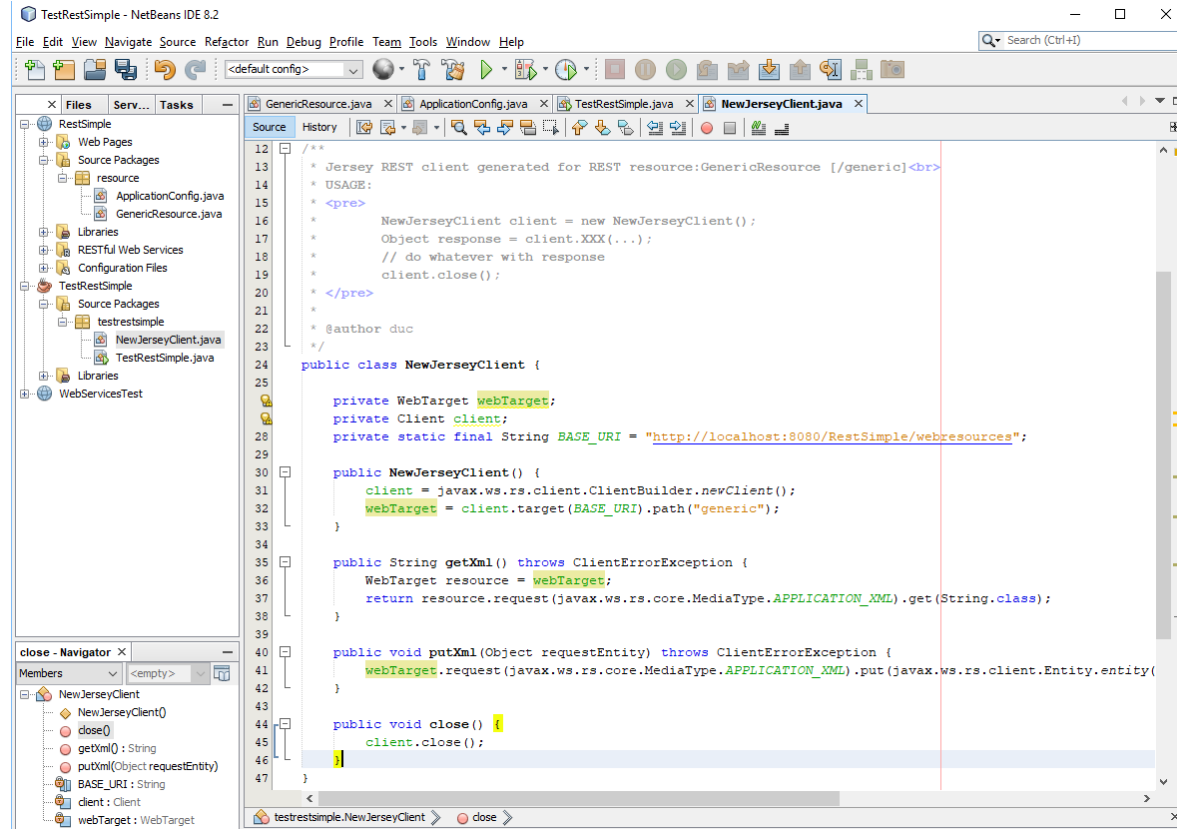 TestRestSimple - NetBeans IDE 8.2
File Edit View Navigate Source Refactor Run Debug Profile Team Tools Window Help
Search (Ctrl+I)
<default config>
Files Serv... Tasks
RestSimple
Web Pages
Source Packages
resource
ApplicationConfig.java
GenericResource.java
Libraries
RESTful Web Services
Configuration Files
TestRestSimple
Source Packages
testrestsimple
NewJerseyClient.java
TestRestSimple.java
Libraries
WebServicesTest
close - Navigator
Members <empty>
NewJerseyClient
NewJerseyClient()
close()
getXml() : String
putXml(Object requestEntity)
BASE_URI : String
client : Client
webTarget : WebTarget
GenericResource.java ApplicationConfig.java TestRestSimple.java NewJerseyClient.java
Source History
12 /**
13 * Jersey REST client generated for REST resource:GenericResource [/generic]<br>
14 * USAGE:
15 * <pre>
16 * NewJerseyClient client = new NewJerseyClient();
17 * Object response = client.XXX(...);
18 * // do whatever with response
19 * client.close();
20 * </pre>
21 *
22 * @author duc
23 */
24 public class NewJerseyClient {
25
private WebTarget webTarget;
private Client client;
28 private static final String BASE_URI = "http://localhost:8080/RestSimple/webresources";
29
30 public NewJerseyClient() {
31 client = javax.ws.rs.client.ClientBuilder.newClient();
32 webTarget = client.target(BASE_URI).path("generic");
33 }
34
35 public String getXml() throws ClientErrorException {
36 WebTarget resource = webTarget;
37 return resource.request(javax.ws.rs.core.MediaType.APPLICATION_XML).get(String.class);
38 }
39
40 public void putXml(Object requestEntity) throws ClientErrorException {
41 webTarget.request(javax.ws.rs.core.MediaType.APPLICATION_XML).put(javax.ws.rs.client.Entity.entity(
42 }
43
44 public void close() {
45 client.close();
46 }
47 }
testrestsimple.NewJerseyClient close